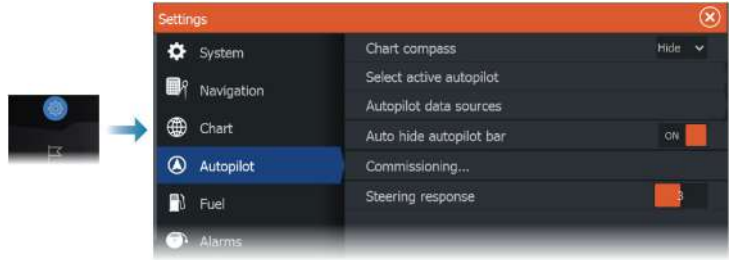 Settings
System
Navigation
Chart
Autopilot
Fuel
Alarms
Chart compass Hide
Select active autopilot
Autopilot data sources
Auto hide autopilot bar ON
Commissioning...
Steering response 3